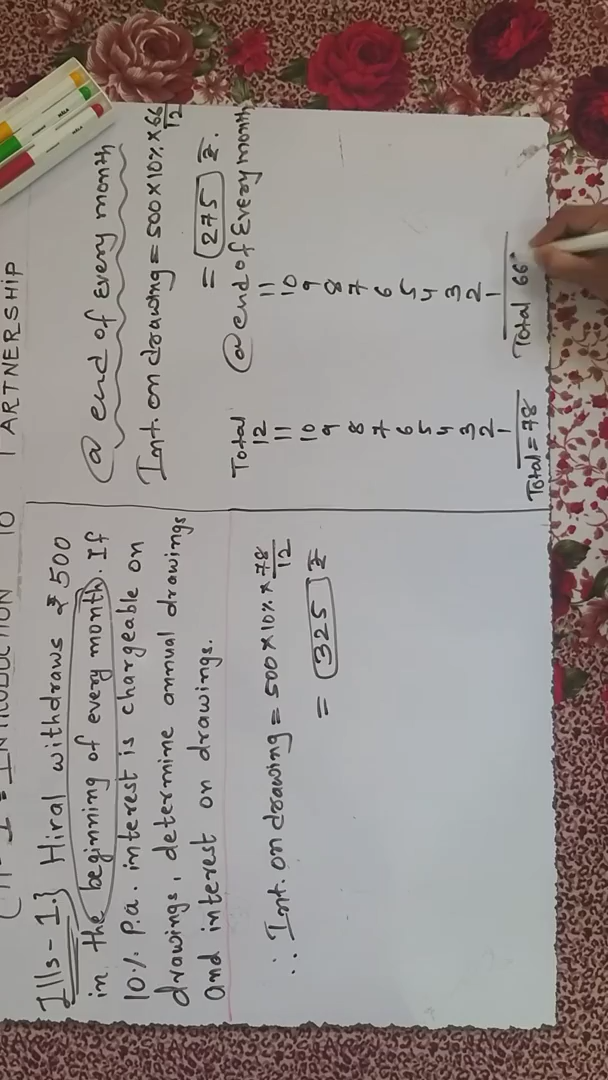 PARTNERSHIP
Ills-1.} Hiral withdraws ₹500
in the beginning of every month. If
10% P.a. interest is chargeable on
drawings, determine annual drawings
and interest on drawings.
∴ Int. on drawing = 500 × 10% × 78/12
= 325 ₹
@ end of Every month
Int. on drawing = 500 × 10% × 66/12
= 275 ₹.
Total
12
11
10
9
8
7
6
5
4
3
2
1
Total = 78
@ end of Every month
11
10
9
8
7
6
5
4
3
2
1
Total 66